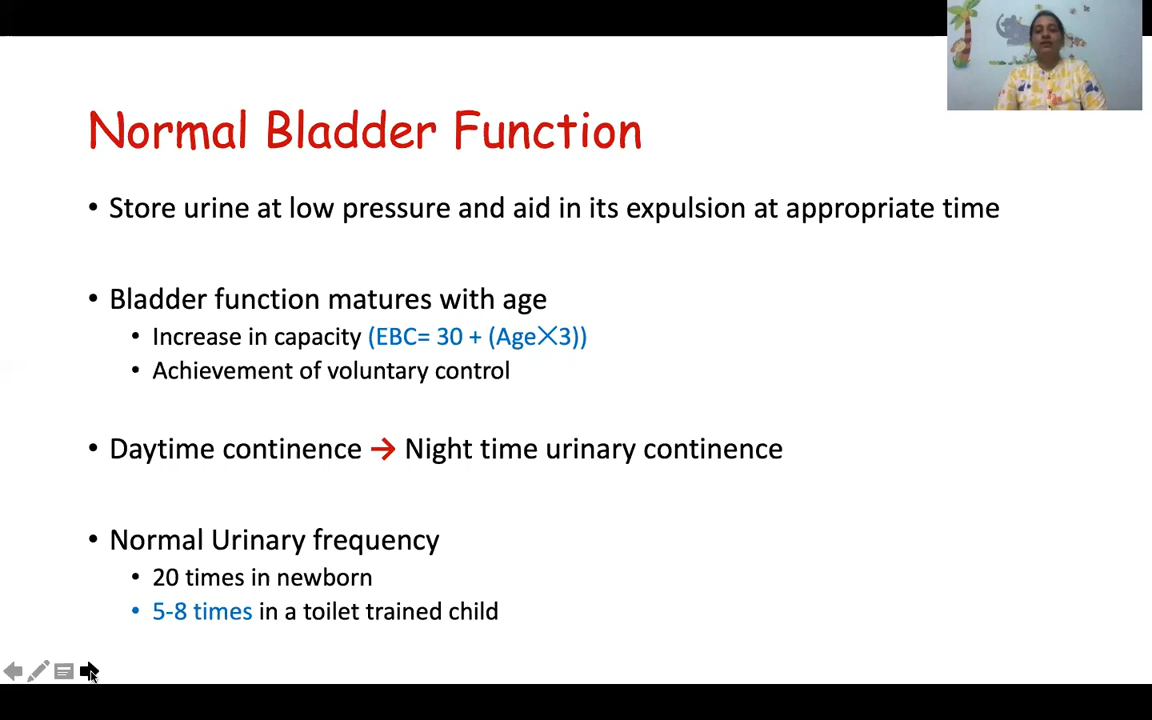 Normal Bladder Function
• Store urine at low pressure and aid in its expulsion at appropriate time
• Bladder function matures with age
• Increase in capacity (EBC= 30 + (Age✕3))
• Achievement of voluntary control
• Daytime continence → Night time urinary continence
• Normal Urinary frequency
• 20 times in newborn
• 5-8 times in a toilet trained child